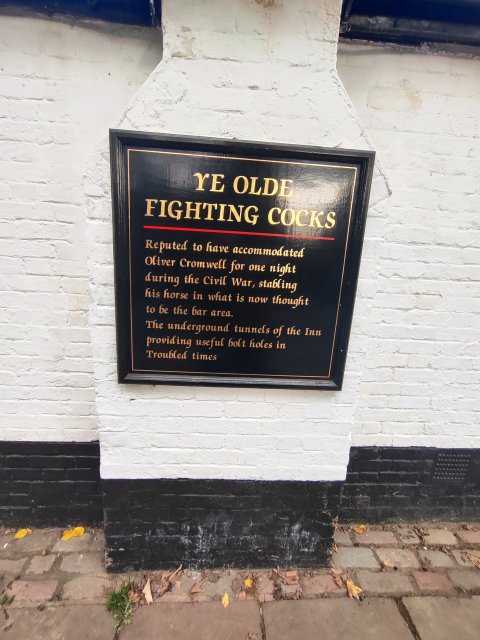 YE OLDE
FIGHTING COCKS
Reputed to have accommodated
Oliver Cromwell for one night
during the Civil War, stabling
his horse in what is now thought
to be the bar area.
The underground tunnels of the Inn
providing useful bolt holes in
Troubled times